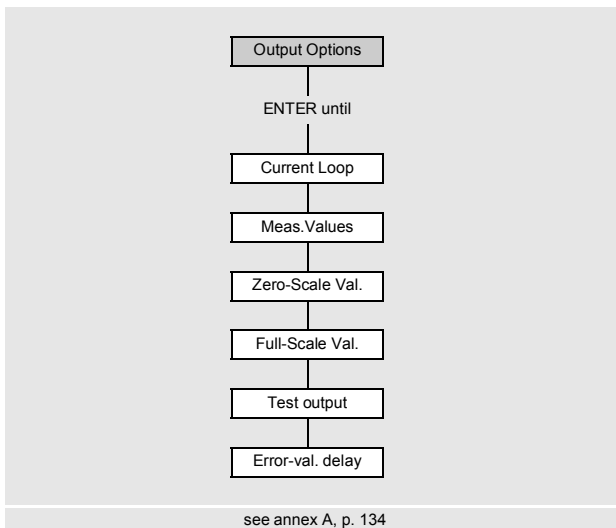 Output Options
ENTER until
Current Loop
Meas.Values
Zero-Scale Val.
Full-Scale Val.
Test output
Error-val. delay
see annex A, p. 134